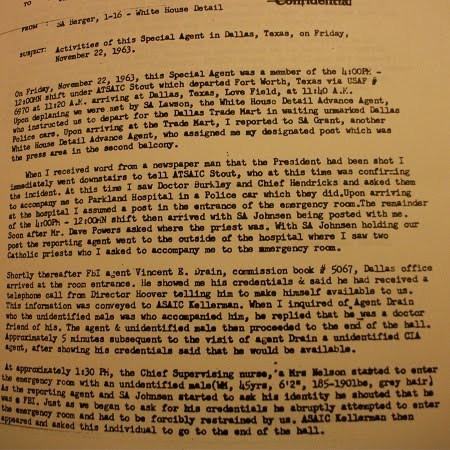 TO
Confidential
FROM : SA Berger, 1-16 - White House Detail
SUBJECT: Activities of this Special Agent in Dallas, Texas, on Friday,
November 22, 1963.
On Friday, November 22, 1963, this Special Agent was a member of the 4:00PM -
12:00MN shift under ATSAIC Stout which departed Fort Worth, Texas via USAF #
6970 at 11:20 A.M. arriving at Dallas, Texas, Love Field, at 11:40 A.M.
Upon deplaning we were met by SA Lawson, the White House Detail Advance Agent,
who instructed us to depart for the Dallas Trade Mart in waiting unmarked Dallas
Police cars. Upon arriving at the Trade Mart, I reported to SA Grant, another
White House Detail Advance Agent, who assigned me my designated post which was
the press area in the second balcony.
When I received word from a newspaper man that the President had been shot I
immediately went downstairs to tell ATSAIC Stout, who at this time was confirming
the incident. At this time I saw Doctor Burkley and Chief Hendricks and asked them
to accompany me to Parkland Hospital in a Police car which they did.Upon arriving
at the hospital I assumed a post in the entrance of the emergency room.The remainder
of the 4:00PM - 12:00MN shift then arrived with SA Johnsen being posted with me.
Soon after Mr. Dave Powers asked where the priest was. With SA Johnsen holding our
post the reporting agent went to the outside of the hospital where I saw two
Catholic priests who I asked to accompany me to the emergency room.
Shortly thereafter FBI agent Vincent E. Drain, commission book # 5067, Dallas office
arrived at the room entrance. He showed me his credentials & said he had received a
telephone call from Director Hoover telling him to make himself available to us.
This information was conveyed to ASAIC Kellerman. When I inquired of Agent Drain
who the unidentified male was who accompanied him, he replied that he was a doctor
friend of his. The agent & unidentified male then proceeded to the end of the hall.
Approximately 5 minutes subsequent to the visit of agent Drain a unidentified CIA
agent, after showing his credentials said that he would be available.
At approximately 1:30 PM, the Chief Supervising nurse, a Mrs Nelson started to enter
the emergency room with an unidentified male(WM, 45yrs, 6'2", 185-190lbs, grey hair)
As the reporting agent and SA Johnsen started to ask his identity he shouted that he
was FBI. Just as we began to ask for his credentials he abruptly attempted to enter
the emergency room and had to be forcibly restrained by us. ASAIC Kellerman then
appeared and asked this individual to go to the end of the hall.